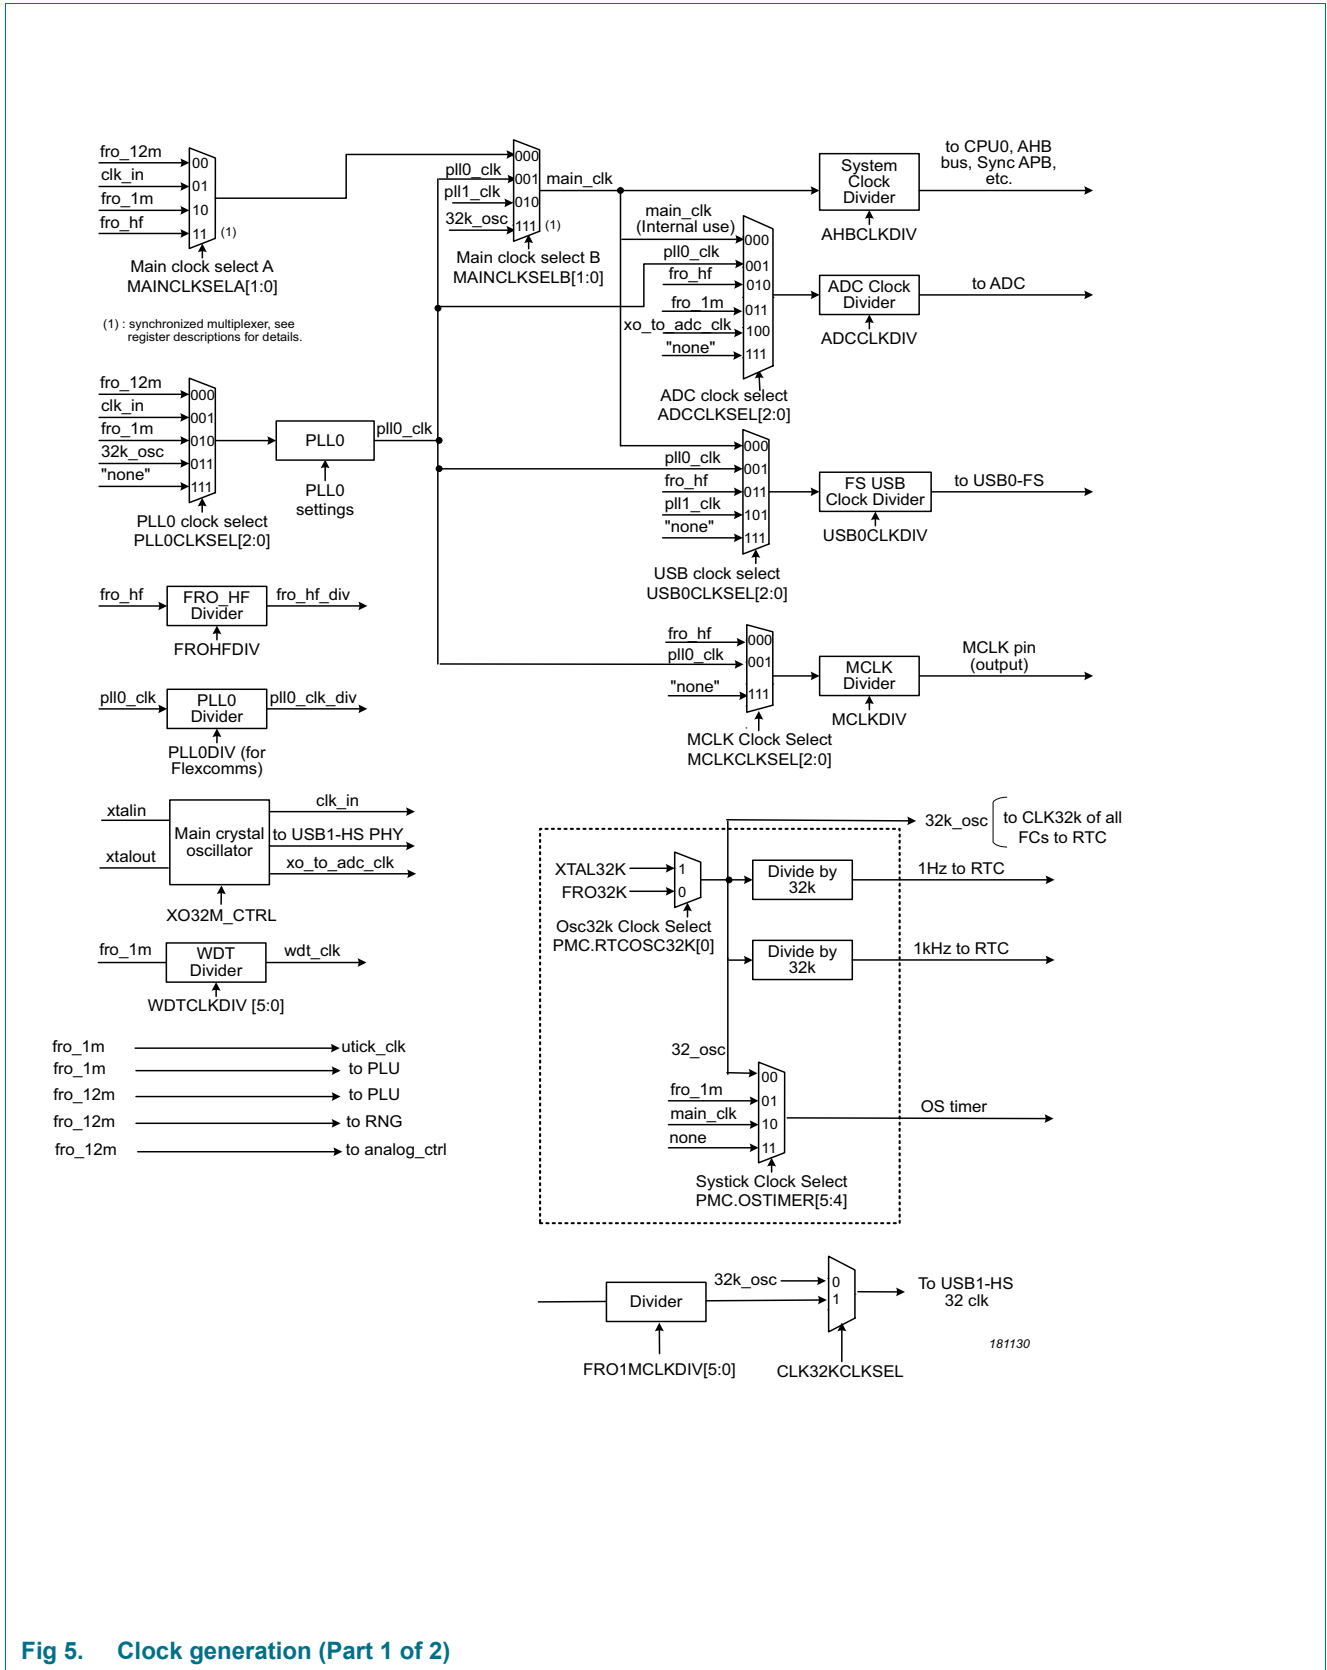 fro_12m
clk_in
fro_1m
fro_hf
00
01
10
11
(1)
Main clock select A
MAINCLKSELA[1:0]
(1) : synchronized multiplexer, see
register descriptions for details.
pll0_clk
pll1_clk
32k_osc
000
001
010
111
(1)
Main clock select B
MAINCLKSELB[1:0]
main_clk
System
Clock
Divider
AHBCLKDIV
to CPU0, AHB
bus, Sync APB,
etc.
main_clk
(Internal use)
pll0_clk
fro_hf
fro_1m
xo_to_adc_clk
"none"
000
001
010
011
100
111
ADC clock select
ADCCLKSEL[2:0]
ADC Clock
Divider
ADCCLKDIV
to ADC
fro_12m
clk_in
fro_1m
32k_osc
"none"
000
001
010
011
111
PLL0 clock select
PLL0CLKSEL[2:0]
PLL0
PLL0
settings
pll0_clk
pll0_clk
fro_hf
pll1_clk
"none"
000
001
011
101
111
USB clock select
USB0CLKSEL[2:0]
FS USB
Clock Divider
USB0CLKDIV
to USB0-FS
fro_hf
FRO_HF
Divider
fro_hf_div
FROHFDIV
fro_hf
pll0_clk
"none"
000
001
111
MCLK Clock Select
MCLKCLKSEL[2:0]
MCLK
Divider
MCLKDIV
MCLK pin
(output)
pll0_clk
PLL0
Divider
pll0_clk_div
PLL0DIV (for
Flexcomms)
xtalin
xtalout
Main crystal
oscillator
clk_in
to USB1-HS PHY
xo_to_adc_clk
XO32M_CTRL
32k_osc
to CLK32k of all
FCs to RTC
XTAL32K
FRO32K
1
0
Osc32k Clock Select
PMC.RTCOSC32K[0]
Divide by
32k
1Hz to RTC
Divide by
32k
1kHz to RTC
fro_1m
WDT
Divider
wdt_clk
WDTCLKDIV [5:0]
fro_1m utick_clk
fro_1m to PLU
fro_12m to PLU
fro_12m to RNG
fro_12m to analog_ctrl
32_osc
fro_1m
main_clk
none
00
01
10
11
OS timer
Systick Clock Select
PMC.OSTIMER[5:4]
Divider
FRO1MCLKDIV[5:0]
32k_osc
0
1
CLK32KCLKSEL
To USB1-HS
32 clk
181130
Fig 5. Clock generation (Part 1 of 2)